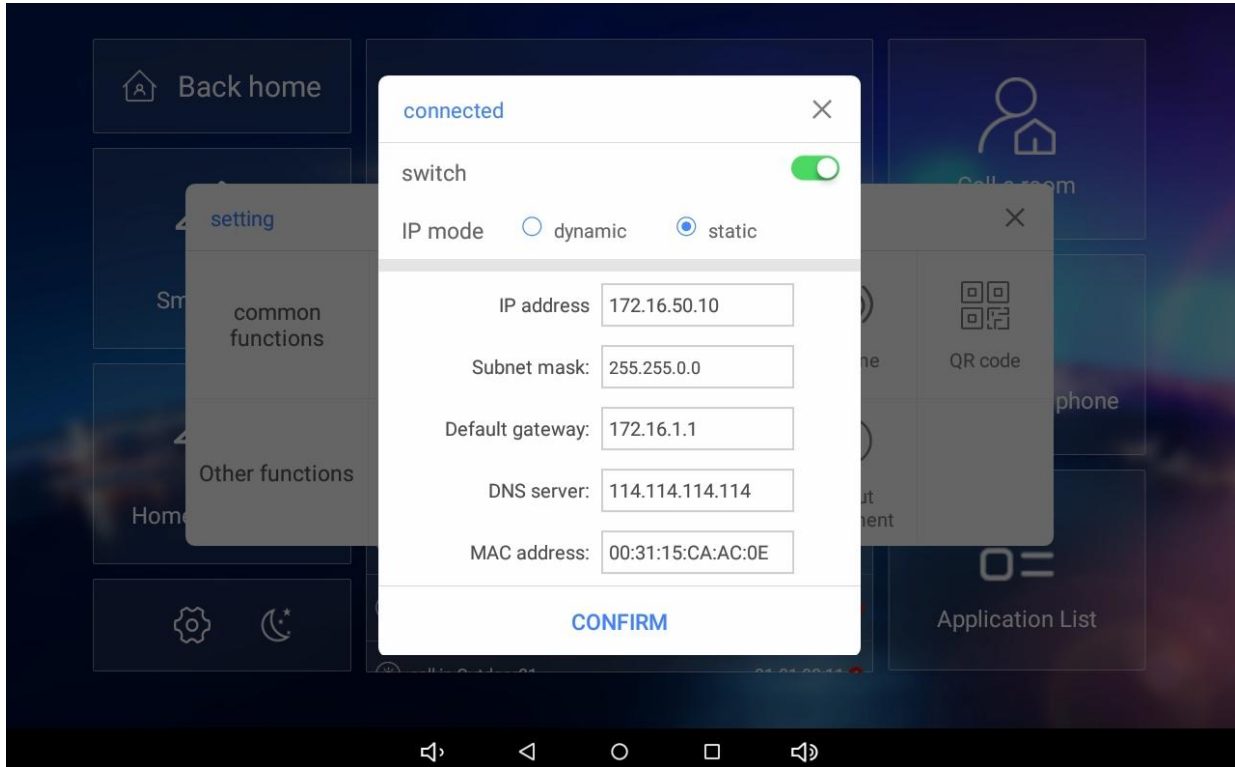 Back home
connected
switch
IP mode dynamic static
IP address 172.16.50.10
Subnet mask: 255.255.0.0
Default gateway: 172.16.1.1
DNS server: 114.114.114.114
MAC address: 00:31:15:CA:AC:0E
CONFIRM
setting
common
functions
QR code
Other functions
phone
Application List